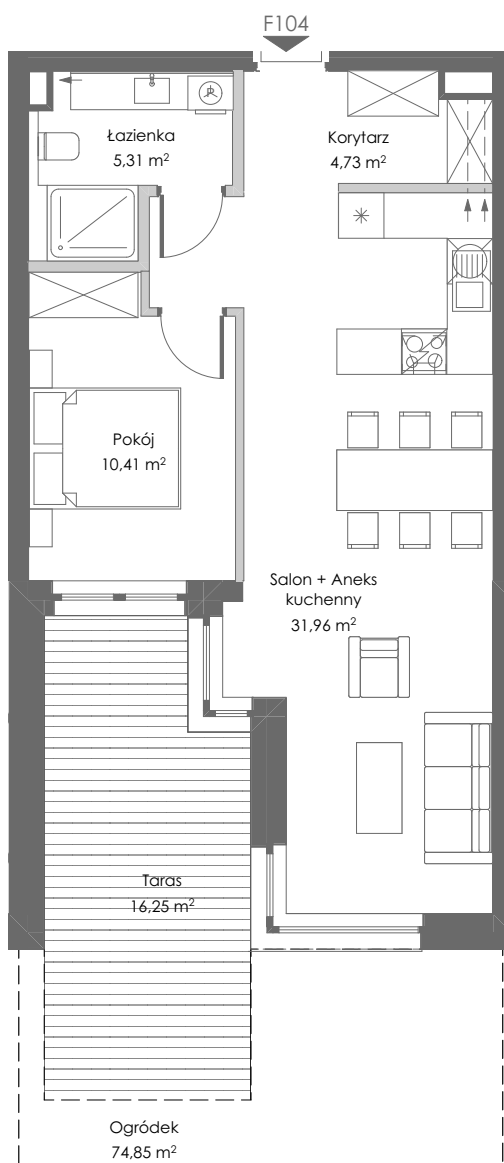 F104
Łazienka
5,31 m²
Korytarz
4,73 m²
Pokój
10,41 m²
Salon + Aneks
kuchenny
31,96 m²
Taras
16,25 m²
Ogródek
74,85 m²